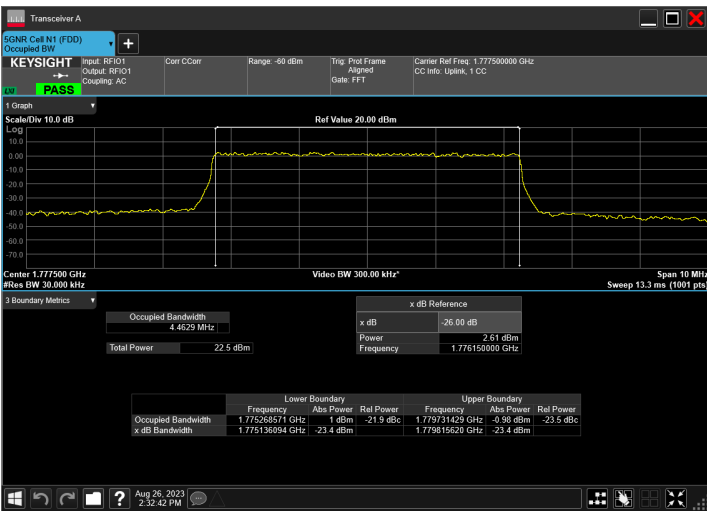 Transceiver A
5GNR Cell N1 (FDD)
Occupied BW
KEYSIGHT
LXI
PASS
Input: RFIO1
Output: RFIO1
Coupling: AC
Corr CCorr
Range: -60 dBm
Trig: Prot Frame
Aligned
Gate: FFT
Carrier Ref Freq: 1.777500000 GHz
CC Info: Uplink, 1 CC
1 Graph
Scale/Div 10.0 dB
Ref Value 20.00 dBm
Log
10.0
0.00
-10.0
-20.0
-30.0
-40.0
-50.0
-60.0
-70.0
Center 1.777500 GHz
Video BW 300.00 kHz*
Span 10 MHz
#Res BW 30.000 kHz
Sweep 13.3 ms (1001 pts)
3 Boundary Metrics
Occupied Bandwidth
4.4629 MHz
Total Power 22.5 dBm
x dB Reference
x dB -26.00 dB
Power 2.61 dBm
Frequency 1.776150000 GHz
Lower Boundary Upper Boundary
Frequency Abs Power Rel Power Frequency Abs Power Rel Power
Occupied Bandwidth 1.775268571 GHz 1 dBm -21.9 dBc 1.779731429 GHz -0.98 dBm -23.5 dBc
x dB Bandwidth 1.775136094 GHz -23.4 dBm 1.779815620 GHz -23.4 dBm
?
Aug 26, 2023
2:32:42 PM